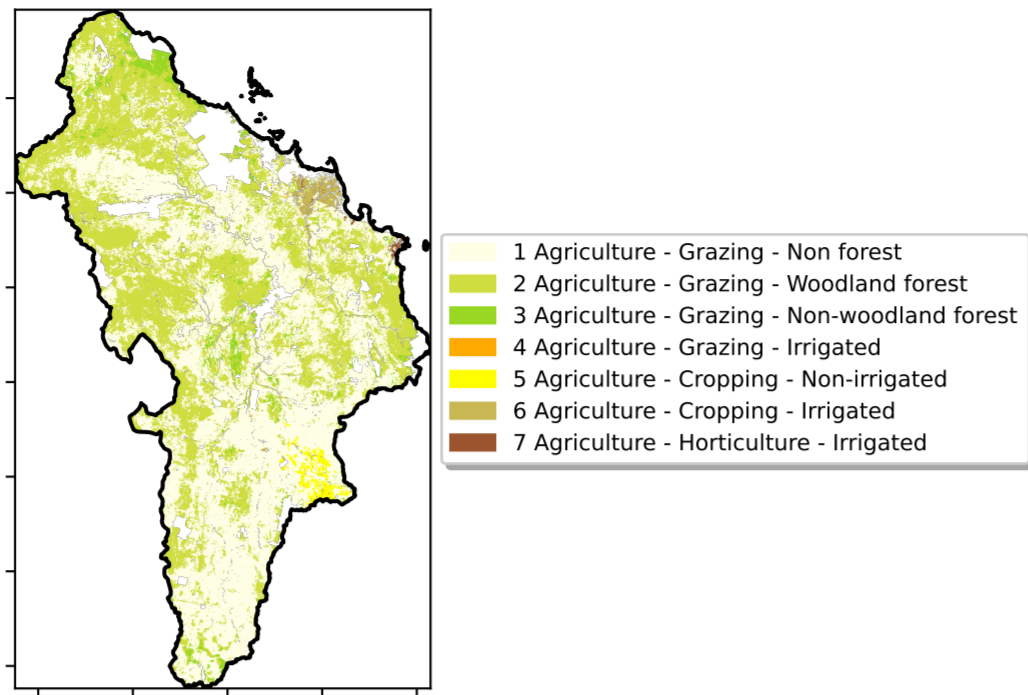 1 Agriculture - Grazing - Non forest
2 Agriculture - Grazing - Woodland forest
3 Agriculture - Grazing - Non-woodland forest
4 Agriculture - Grazing - Irrigated
5 Agriculture - Cropping - Non-irrigated
6 Agriculture - Cropping - Irrigated
7 Agriculture - Horticulture - Irrigated